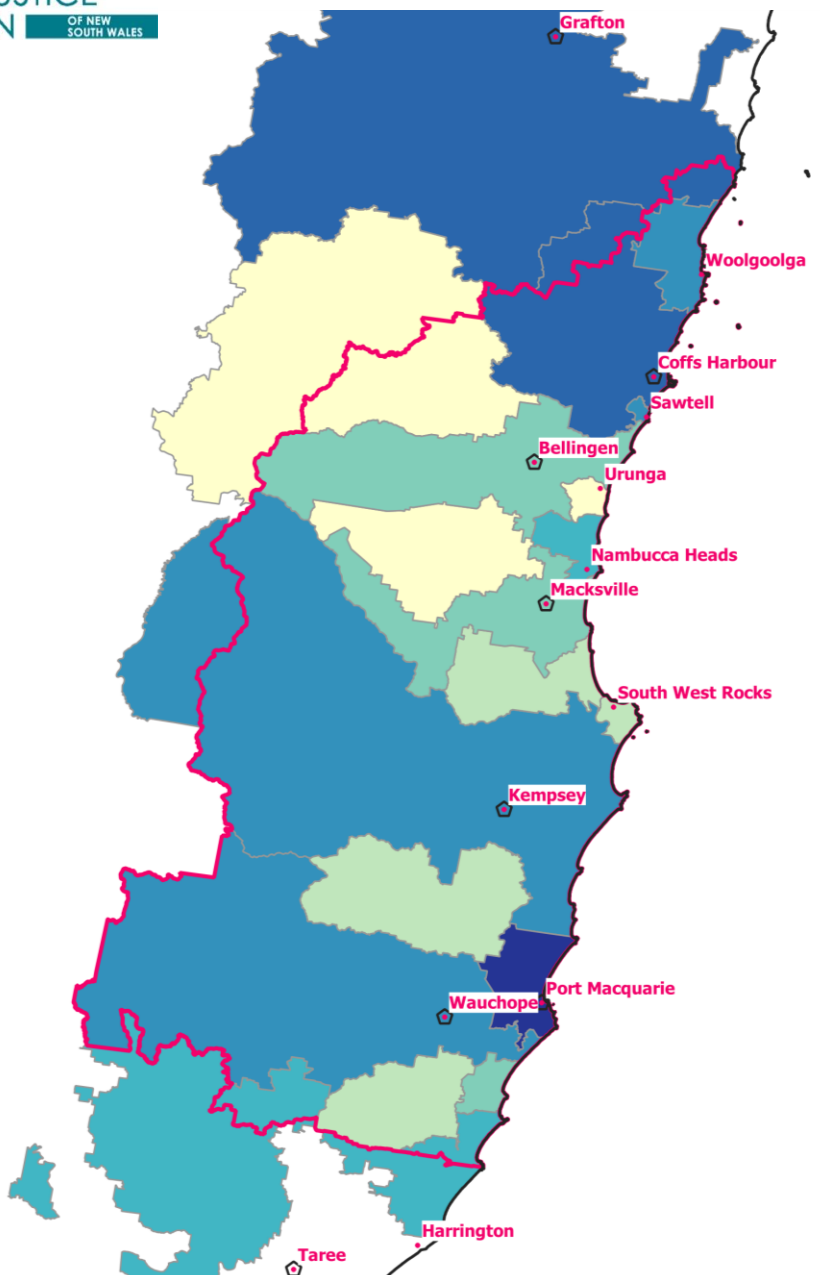 OF NEW
SOUTH WALES
Grafton
Woolgoolga
Coffs Harbour
Sawtell
Bellingen
Urunga
Nambucca Heads
Macksville
South West Rocks
Kempsey
Port Macquarie
Wauchope
Harrington
Taree